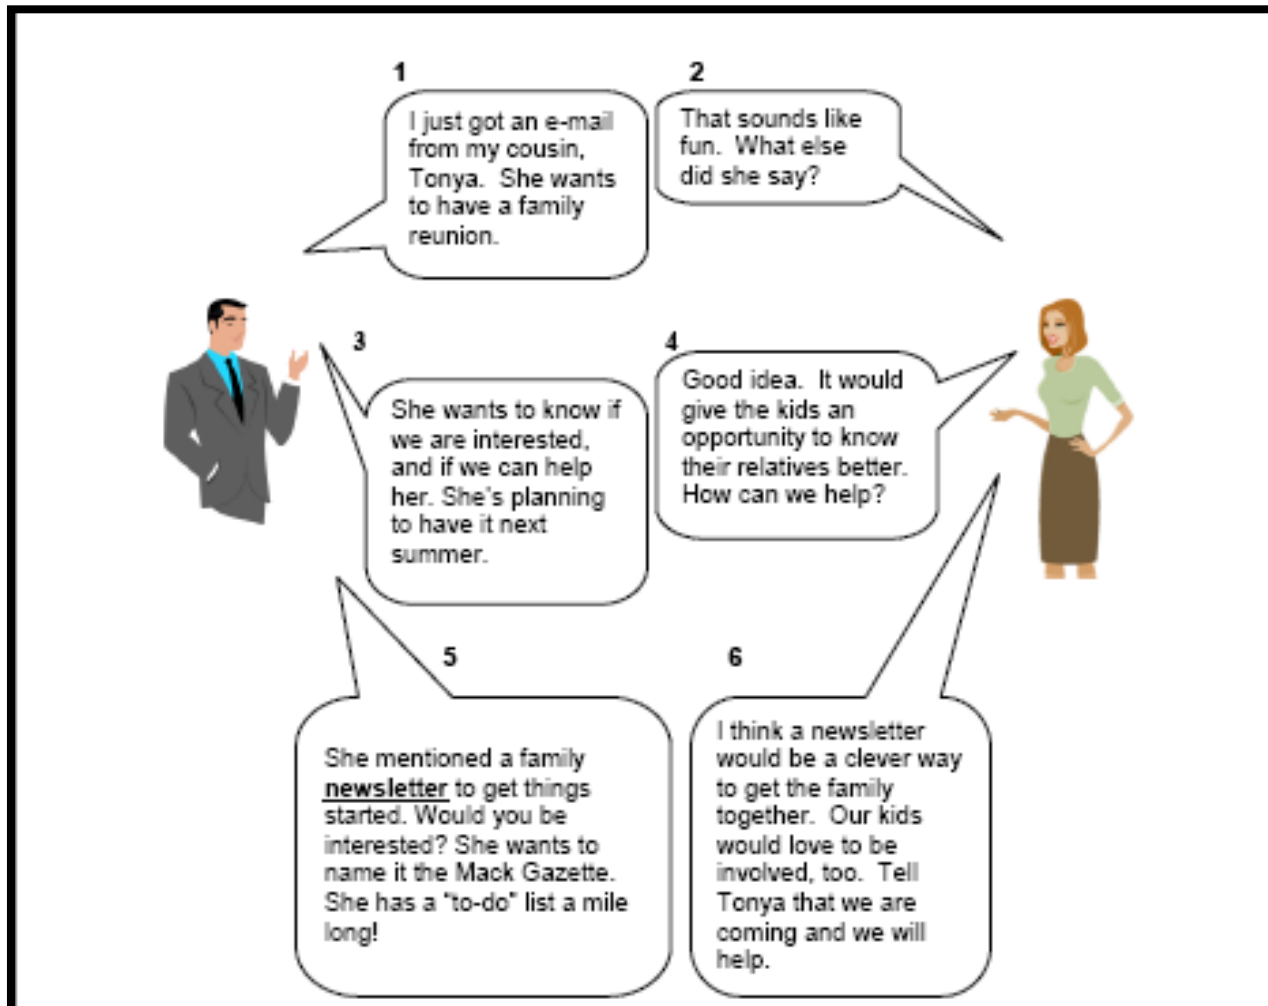 1
I just got an e-mail
from my cousin,
Tonya.  She wants
to have a family
reunion.
2
That sounds like
fun.  What else
did she say?
3
She wants to know if
we are interested,
and if we can help
her. She's planning
to have it next
summer.
4
Good idea.  It would
give the kids an
opportunity to know
their relatives better.
How can we help?
5
She mentioned a family
newsletter to get things
started. Would you be
interested? She wants to
name it the Mack Gazette.
She has a "to-do" list a mile
long!
6
I think a newsletter
would be a clever way
to get the family
together.  Our kids
would love to be
involved, too.  Tell
Tonya that we are
coming and we will
help.